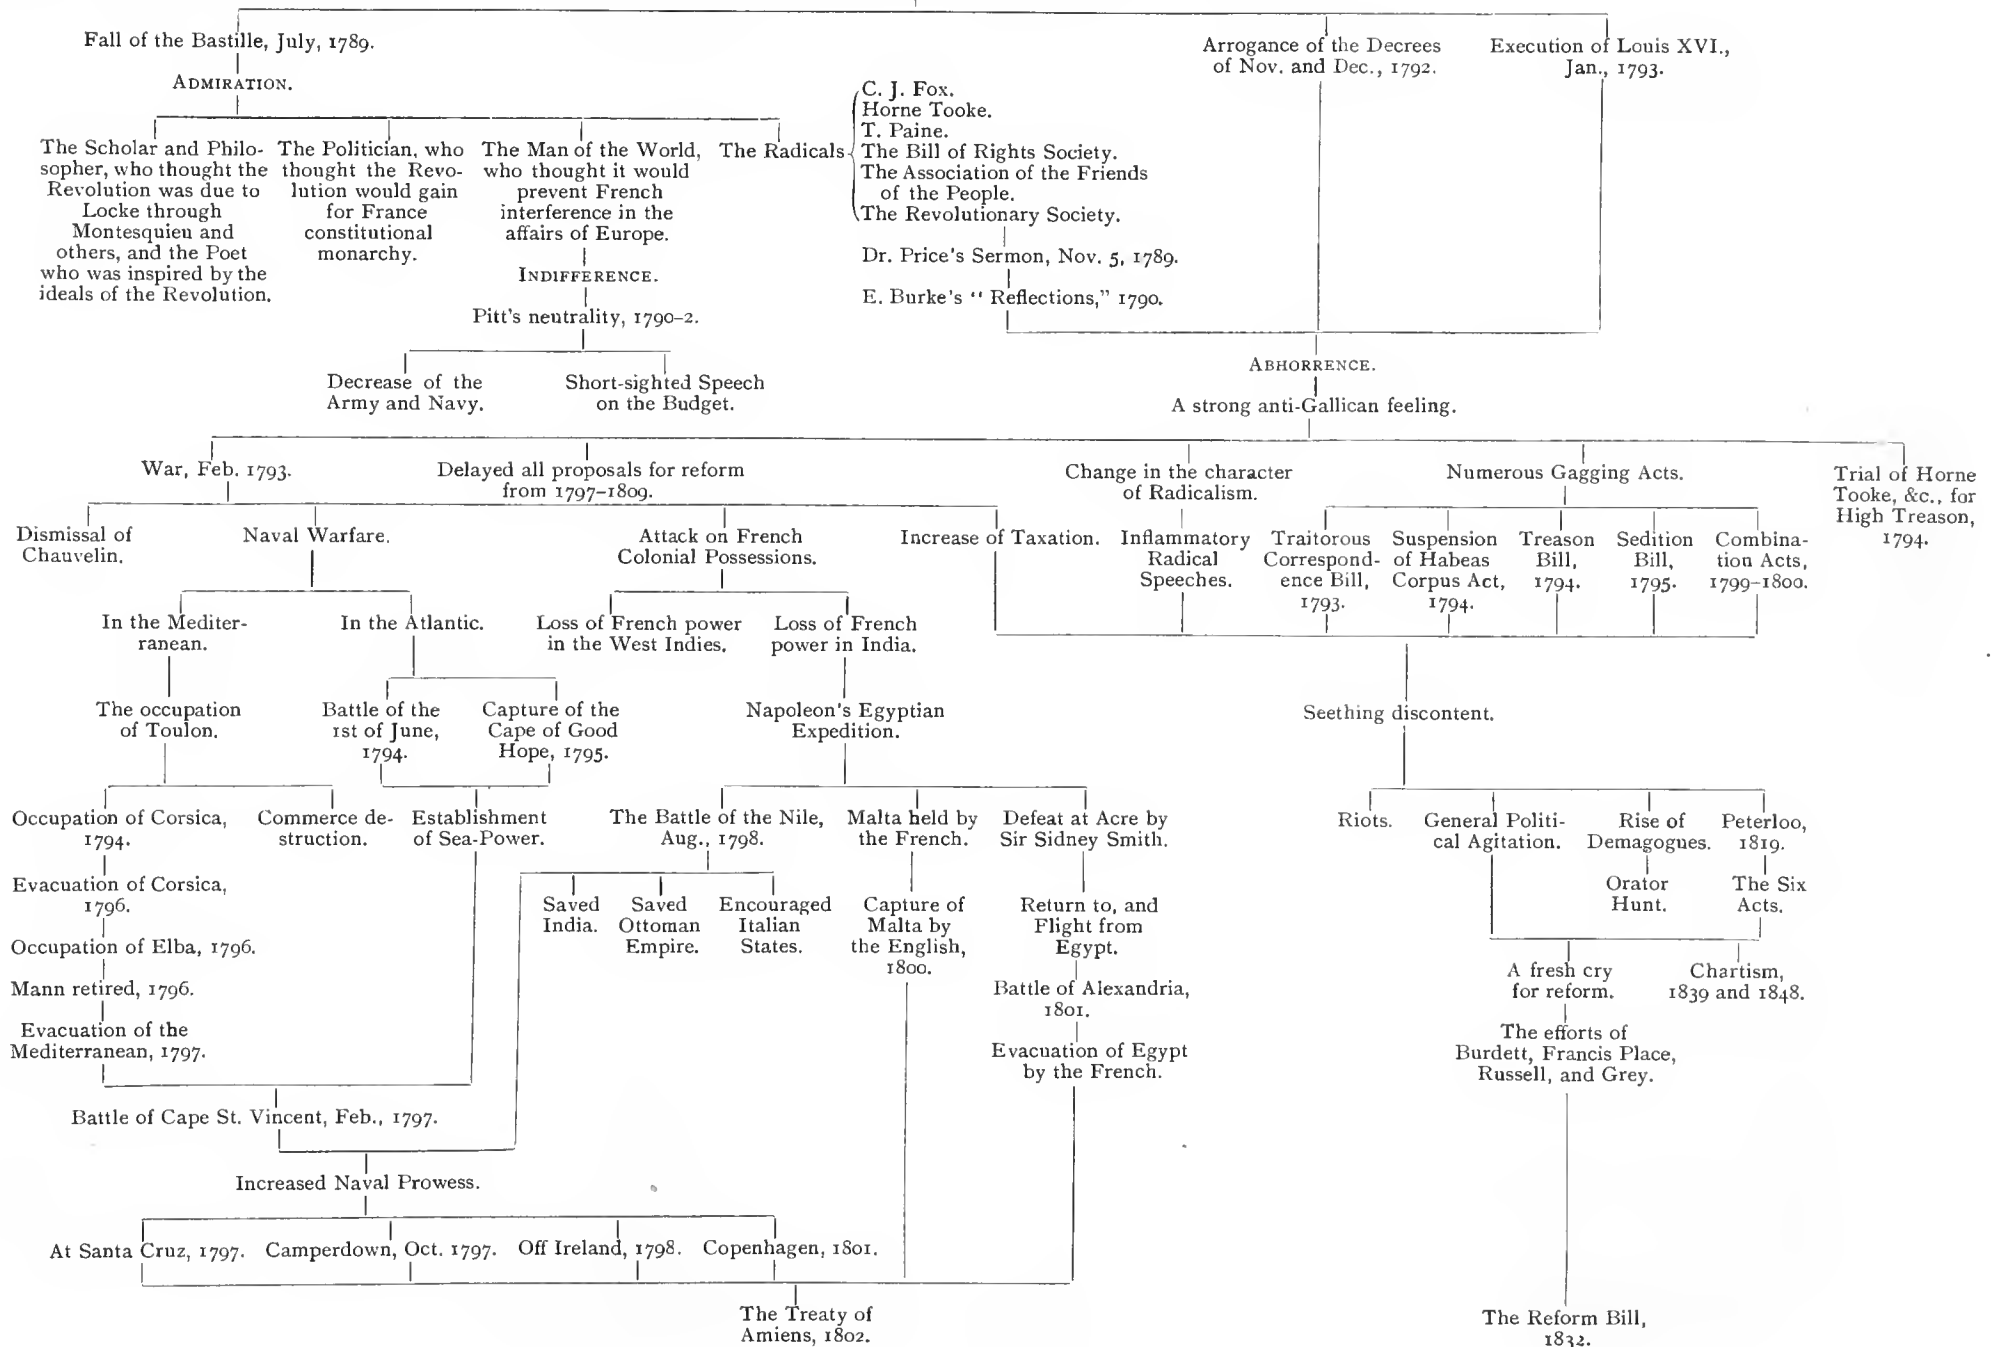 Fall of the Bastille, July, 1789.
ADMIRATION.
Arrogance of the Decrees
of Nov. and Dec., 1792.
Execution of Louis XVI.,
Jan., 1793.
The Scholar and Philo-
sopher, who thought the
Revolution was due to
Locke through
Montesquieu and
others, and the Poet
who was inspired by the
ideals of the Revolution.
The Politician, who
thought the Revo-
lution would gain
for France
constitutional
monarchy.
The Man of the World,
who thought it would
prevent French
interference in the
affairs of Europe.
INDIFFERENCE.
Pitt's neutrality, 1790-2.
Decrease of the
Army and Navy.
Short-sighted Speech
on the Budget.
The Radicals
C. J. Fox.
Horne Tooke.
T. Paine.
The Bill of Rights Society.
The Association of the Friends
of the People.
The Revolutionary Society.
Dr. Price's Sermon, Nov. 5, 1789.
E. Burke's "Reflections," 1790.
ABHORRENCE.
A strong anti-Gallican feeling.
War, Feb. 1793.
Delayed all proposals for reform
from 1797-1809.
Change in the character
of Radicalism.
Numerous Gagging Acts.
Trial of Horne
Tooke, &c., for
High Treason,
1794.
Dismissal of
Chauvelin.
Naval Warfare.
Attack on French
Colonial Possessions.
Increase of Taxation.
Inflammatory
Radical
Speeches.
Traitorous
Correspond-
ence Bill,
1793.
Suspension
of Habeas
Corpus Act,
1794.
Treason
Bill,
1794.
Sedition
Bill,
1795.
Combina-
tion Acts,
1799-1800.
In the Mediter-
ranean.
In the Atlantic.
Loss of French power
in the West Indies.
Loss of French
power in India.
The occupation
of Toulon.
Battle of the
1st of June,
1794.
Capture of the
Cape of Good
Hope, 1795.
Napoleon's Egyptian
Expedition.
Seething discontent.
Occupation of Corsica,
1794.
Commerce de-
struction.
Establishment
of Sea-Power.
The Battle of the Nile,
Aug., 1798.
Malta held by
the French.
Defeat at Acre by
Sir Sidney Smith.
Riots.
General Politi-
cal Agitation.
Rise of
Demagogues.
Peterloo,
1819.
Evacuation of Corsica,
1796.
Saved
India.
Saved
Ottoman
Empire.
Encouraged
Italian
States.
Capture of
Malta by
the English,
1800.
Return to, and
Flight from
Egypt.
Orator
Hunt.
The Six
Acts.
Occupation of Elba, 1796.
Mann retired, 1796.
Evacuation of the
Mediterranean, 1797.
Battle of Alexandria,
1801.
Evacuation of Egypt
by the French.
A fresh cry
for reform.
Chartism,
1839 and 1848.
The efforts of
Burdett, Francis Place,
Russell, and Grey.
Battle of Cape St. Vincent, Feb., 1797.
Increased Naval Prowess.
At Santa Cruz, 1797.
Camperdown, Oct. 1797.
Off Ireland, 1798.
Copenhagen, 1801.
The Treaty of
Amiens, 1802.
The Reform Bill,
1832.